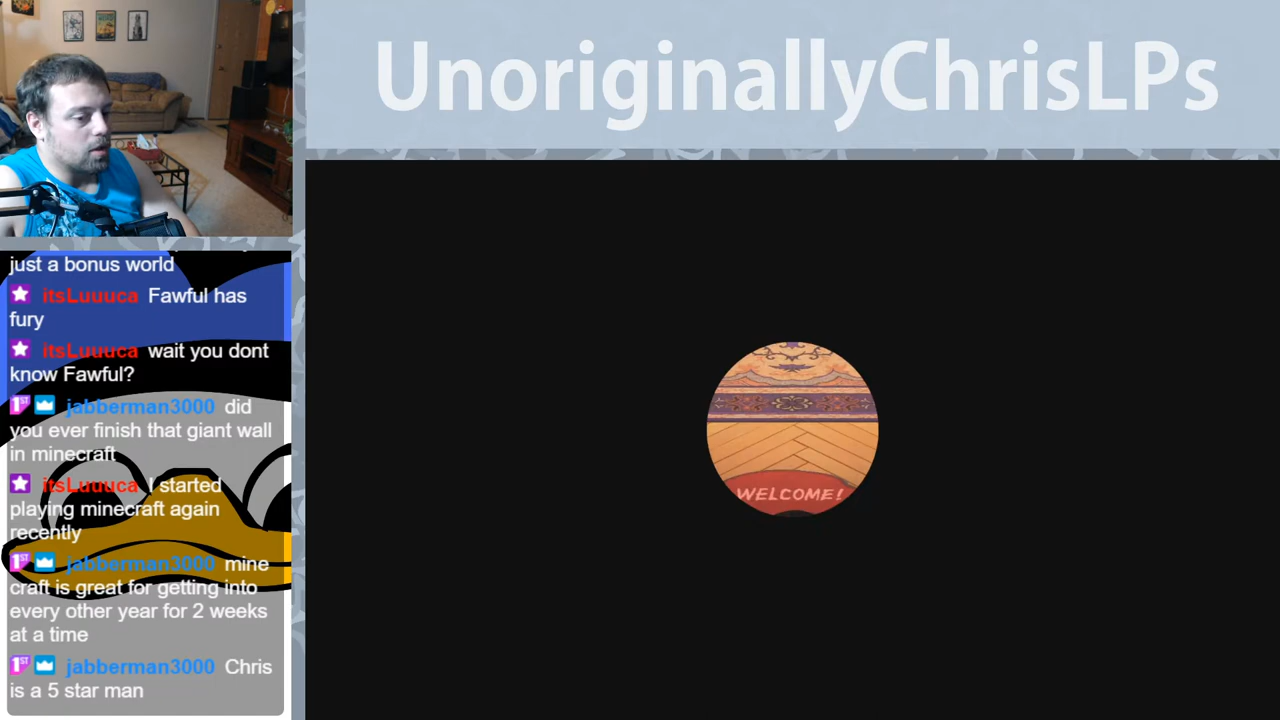 UnoriginallyChrisLPs
just a bonus world
itsLuuuca Fawful has
fury
itsLuuuca wait you dont
know Fawful?
jabberman3000 did
you ever finish that giant wall
in minecraft
itsLuuuca I started
playing minecraft again
recently
1ST jabberman3000 mine
craft is great for getting into
every other year for 2 weeks
at a time
1ST jabberman3000 Chris
is a 5 star man
WELCOME!